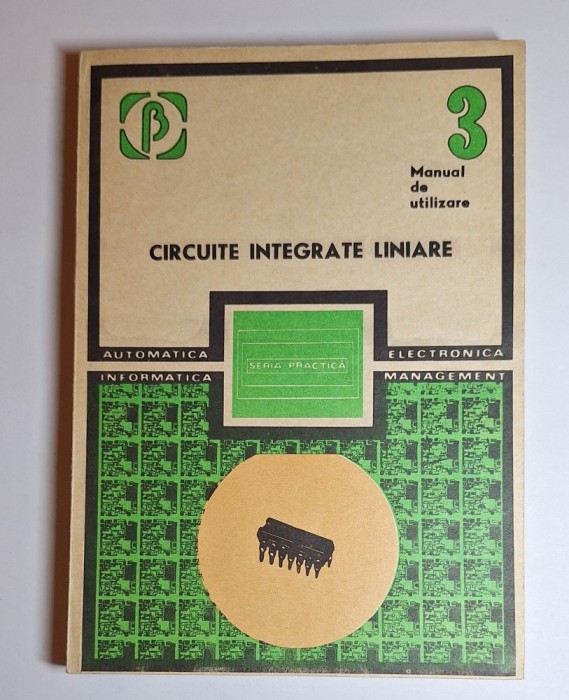 β
3
Manual
de
utilizare
CIRCUITE INTEGRATE LINIARE
AUTOMATICA
ELECTRONICA
SERIA PRACTICĂ
INFORMATICA
MANAGEMENT